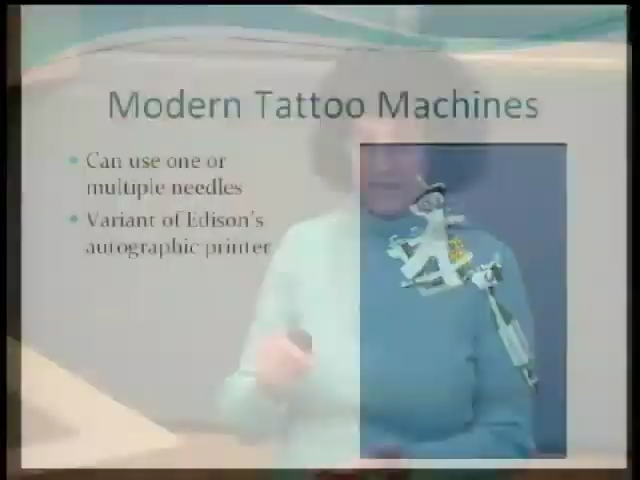 Modern Tattoo Machines
• Can use one or
multiple needles
• Variant of Edison's
autographic printer